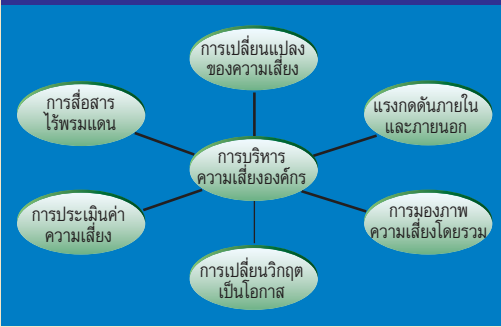 การเปลี่ยนแปลง
ของความเสี่ยง
การสื่อสาร
ไร้พรมแดน
แรงกดดันภายใน
และภายนอก
การบริหาร
ความเสี่ยงองค์กร
การประเมินค่า
ความเสี่ยง
การมองภาพ
ความเสี่ยงโดยรวม
การเปลี่ยนวิกฤต
เป็นโอกาส